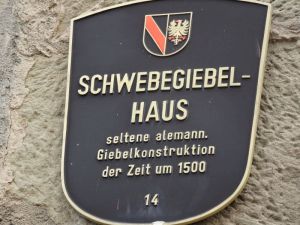 SCHWEBEGIEBEL-
HAUS
seltene alemann.
Giebelkonstruktion
der Zeit um 1500
14